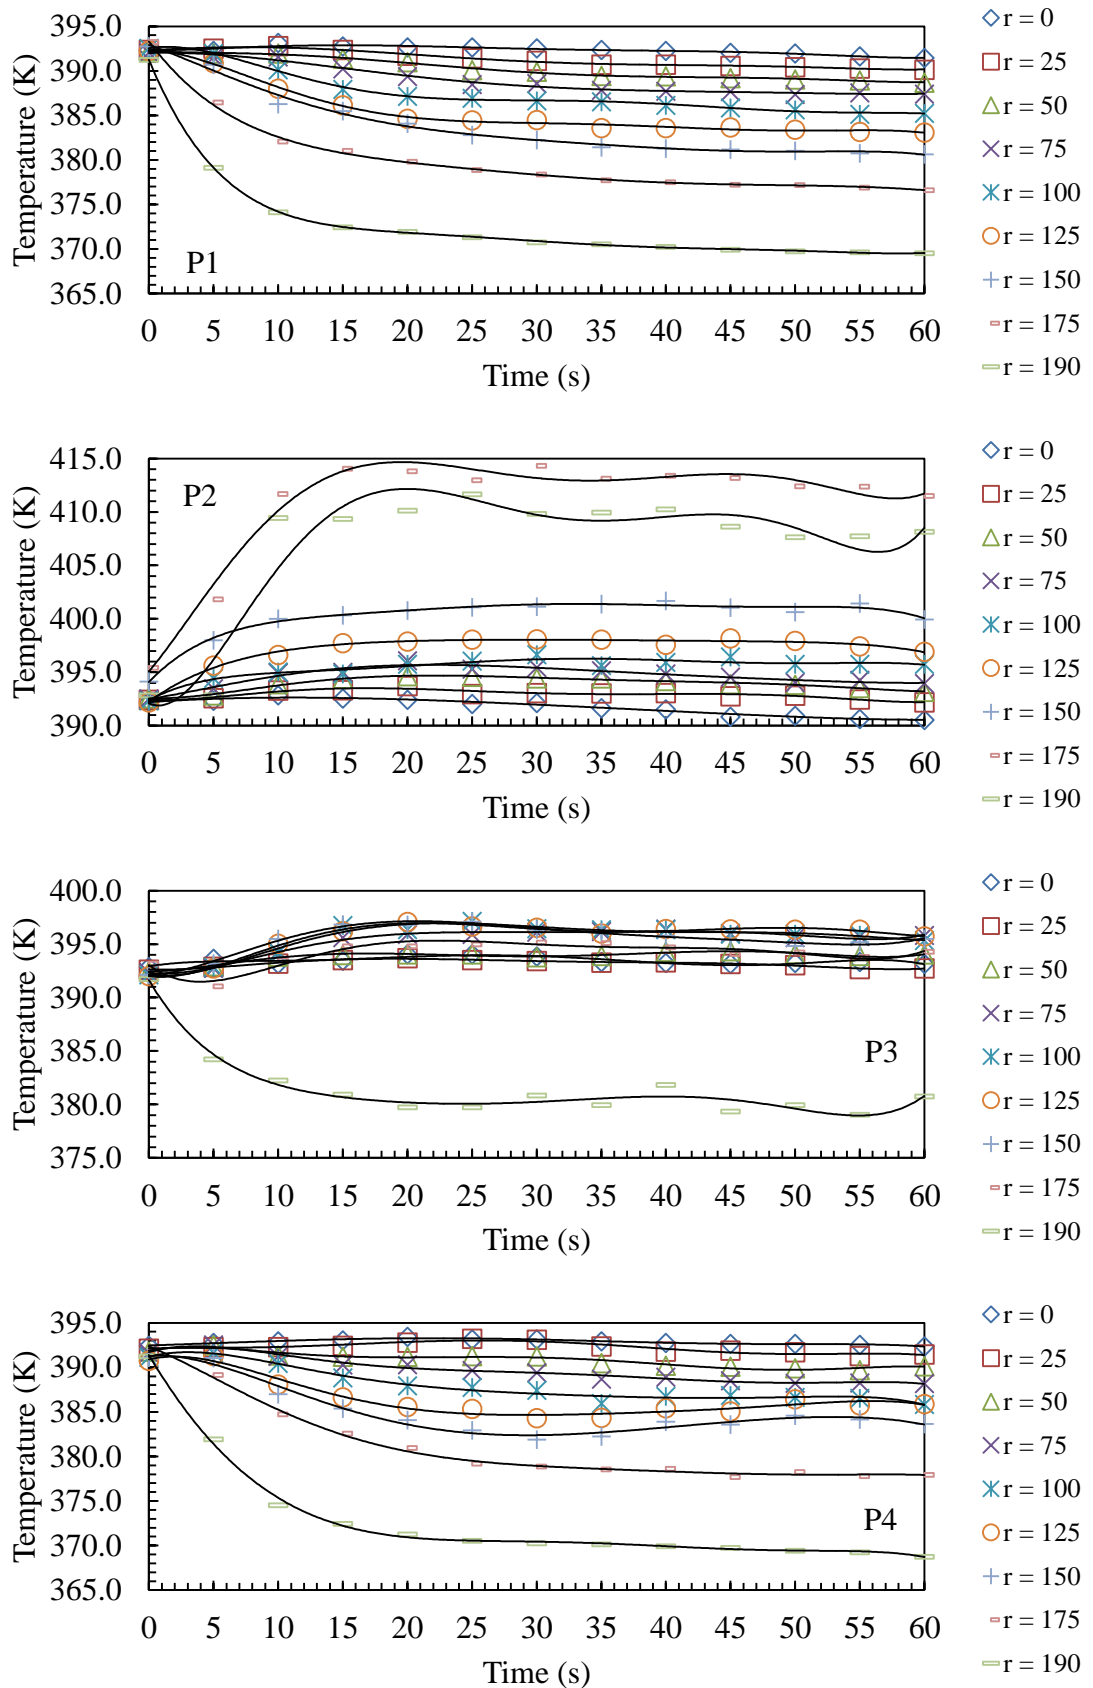 395.0
390.0
385.0
380.0
375.0
370.0
365.0
Temperature (K)
P1
0 5 10 15 20 25 30 35 40 45 50 55 60
Time (s)
r = 0
r = 25
r = 50
r = 75
r = 100
r = 125
r = 150
r = 175
r = 190
415.0
410.0
405.0
400.0
395.0
390.0
Temperature (K)
P2
0 5 10 15 20 25 30 35 40 45 50 55 60
Time (s)
r = 0
r = 25
r = 50
r = 75
r = 100
r = 125
r = 150
r = 175
r = 190
400.0
395.0
390.0
385.0
380.0
375.0
Temperature (K)
P3
0 5 10 15 20 25 30 35 40 45 50 55 60
Time (s)
r = 0
r = 25
r = 50
r = 75
r = 100
r = 125
r = 150
r = 175
r = 190
395.0
390.0
385.0
380.0
375.0
370.0
365.0
Temperature (K)
P4
0 5 10 15 20 25 30 35 40 45 50 55 60
Time (s)
r = 0
r = 25
r = 50
r = 75
r = 100
r = 125
r = 150
r = 175
r = 190